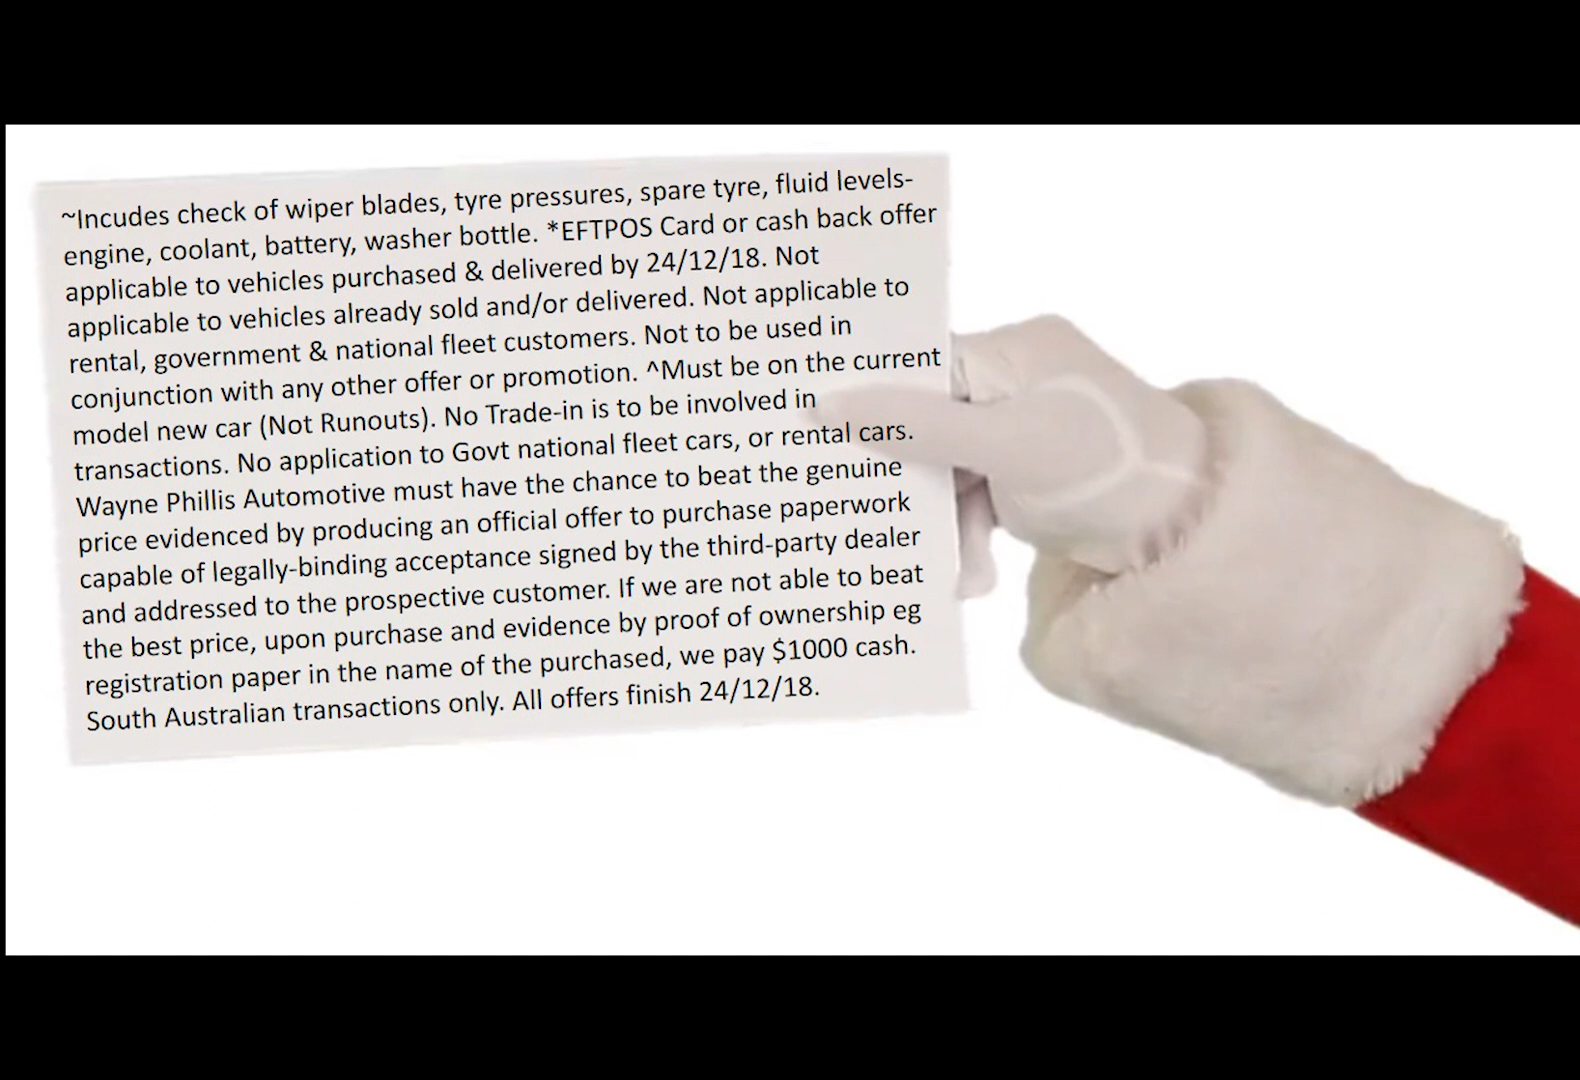 ~Incudes check of wiper blades, tyre pressures, spare tyre, fluid levels-
engine, coolant, battery, washer bottle. *EFTPOS Card or cash back offer
applicable to vehicles purchased & delivered by 24/12/18. Not
applicable to vehicles already sold and/or delivered. Not applicable to
rental, government & national fleet customers. Not to be used in
conjunction with any other offer or promotion. ^Must be on the current
model new car (Not Runouts). No Trade-in is to be involved in
transactions. No application to Govt national fleet cars, or rental cars.
Wayne Phillis Automotive must have the chance to beat the genuine
price evidenced by producing an official offer to purchase paperwork
capable of legally-binding acceptance signed by the third-party dealer
and addressed to the prospective customer. If we are not able to beat
the best price, upon purchase and evidence by proof of ownership eg
registration paper in the name of the purchased, we pay $1000 cash.
South Australian transactions only. All offers finish 24/12/18.